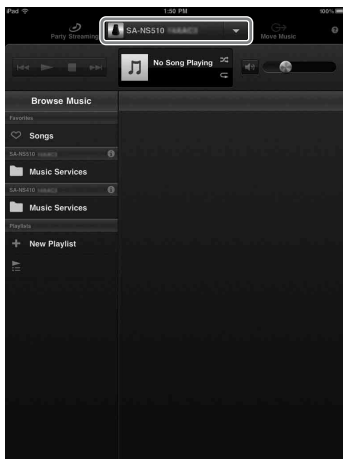 iPad 1:50 PM 100%
Party Streaming SA-NS510 Move Music
No Song Playing
Browse Music
Favorites
Songs
SA-NS510
Music Services
SA-NS410
Music Services
Playlists
New Playlist